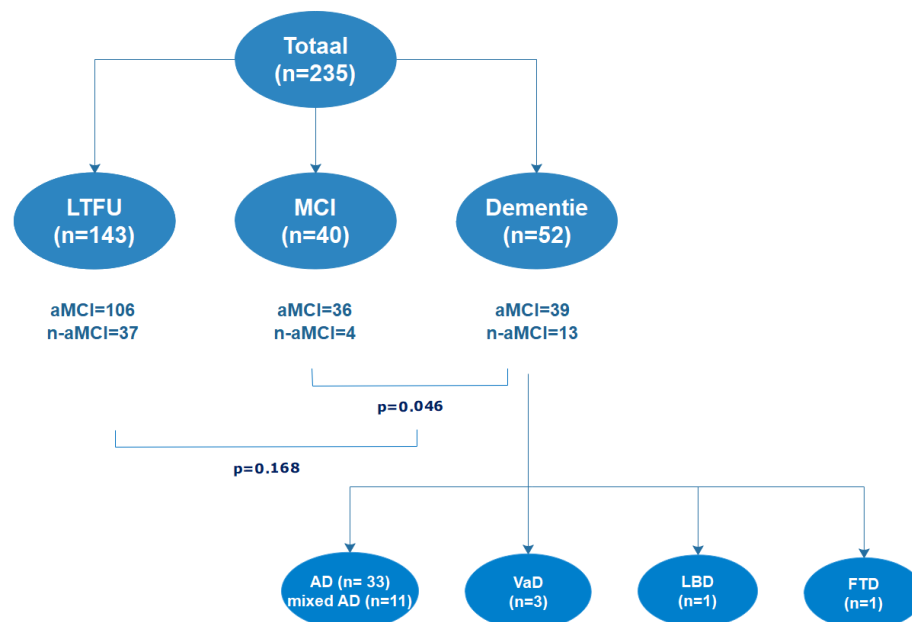 Totaal
(n=235)
LTFU
(n=143)
MCI
(n=40)
Dementie
(n=52)
aMCI=106
n-aMCI=37
aMCI=36
n-aMCI=4
aMCI=39
n-aMCI=13
p=0.046
p=0.168
AD (n= 33)
mixed AD (n=11)
VaD
(n=3)
LBD
(n=1)
FTD
(n=1)